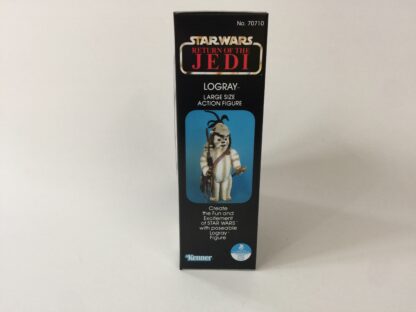 No. 70710
STAR WARS
RETURN OF THE
JEDI
LOGRAY
LARGE SIZE
ACTION FIGURE
Create
the Fun and
Excitement
of STAR WARS
with poseable
Logray
Figure
Kenner